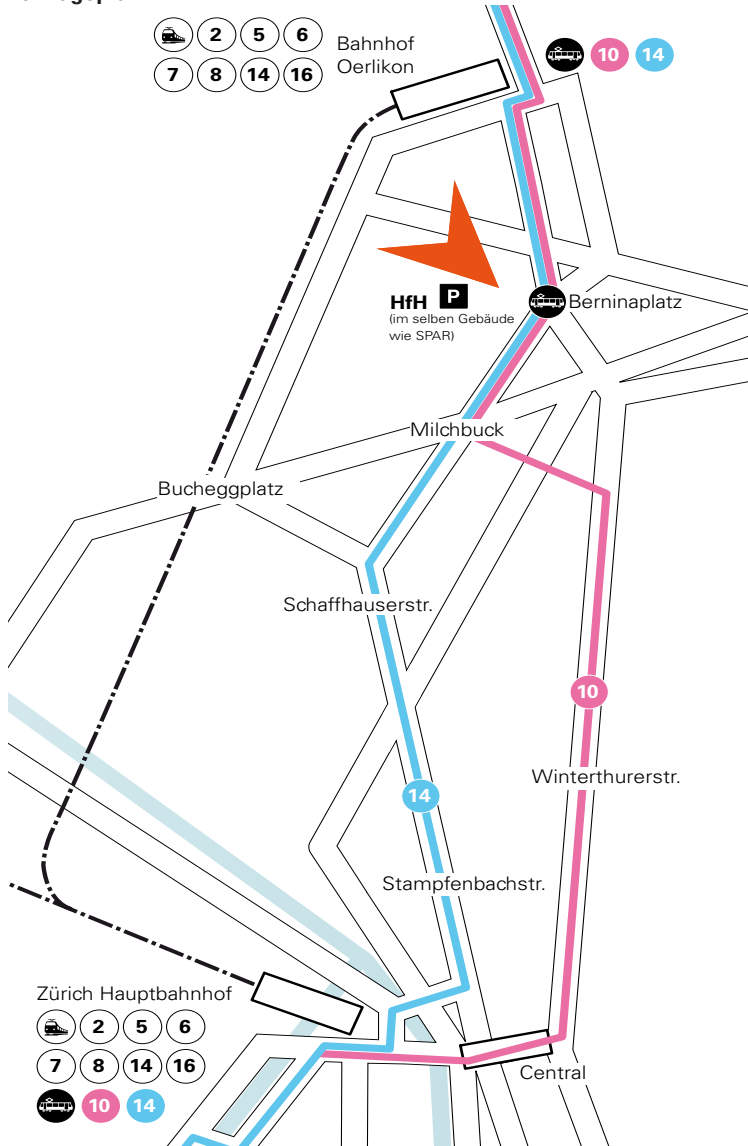 2 5 6
7 8 14 16
Bahnhof
Oerlikon
10 14
HfH P
(im selben Gebäude
wie SPAR)
Berninaplatz
Milchbuck
Bucheggplatz
Schaffhauserstr.
10
Winterthurerstr.
14
Stampfenbachstr.
Zürich Hauptbahnhof
2 5 6
7 8 14 16
10 14
Central